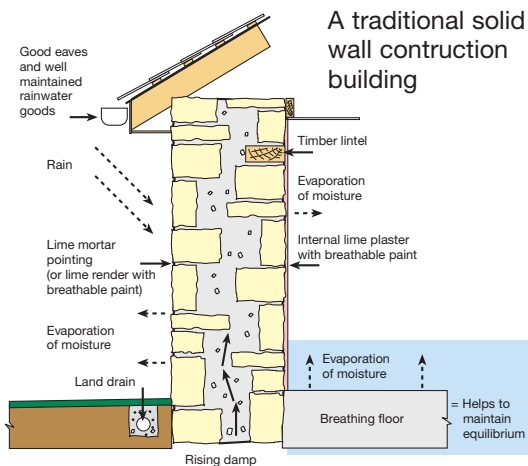 A traditional solid
wall contruction
building
Good eaves
and well
maintained
rainwater
goods
Timber lintel
Rain
Evaporation
of moisture
Lime mortar
pointing
(or lime render with
breathable paint)
Internal lime plaster
with breathable paint
Evaporation
of moisture
Evaporation
of moisture
Land drain
Breathing floor
= Helps to
maintain
equilibrium
Rising damp